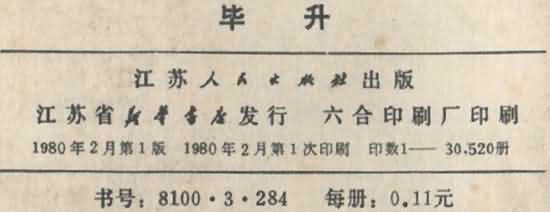 毕 升
江苏人民出版社出版
江苏省新华书店发行 六合印刷厂印刷
1980年2月第1版 1980年2月第1次印刷 印数1—30,520册
书号：8100·3·284 每册：0.11元